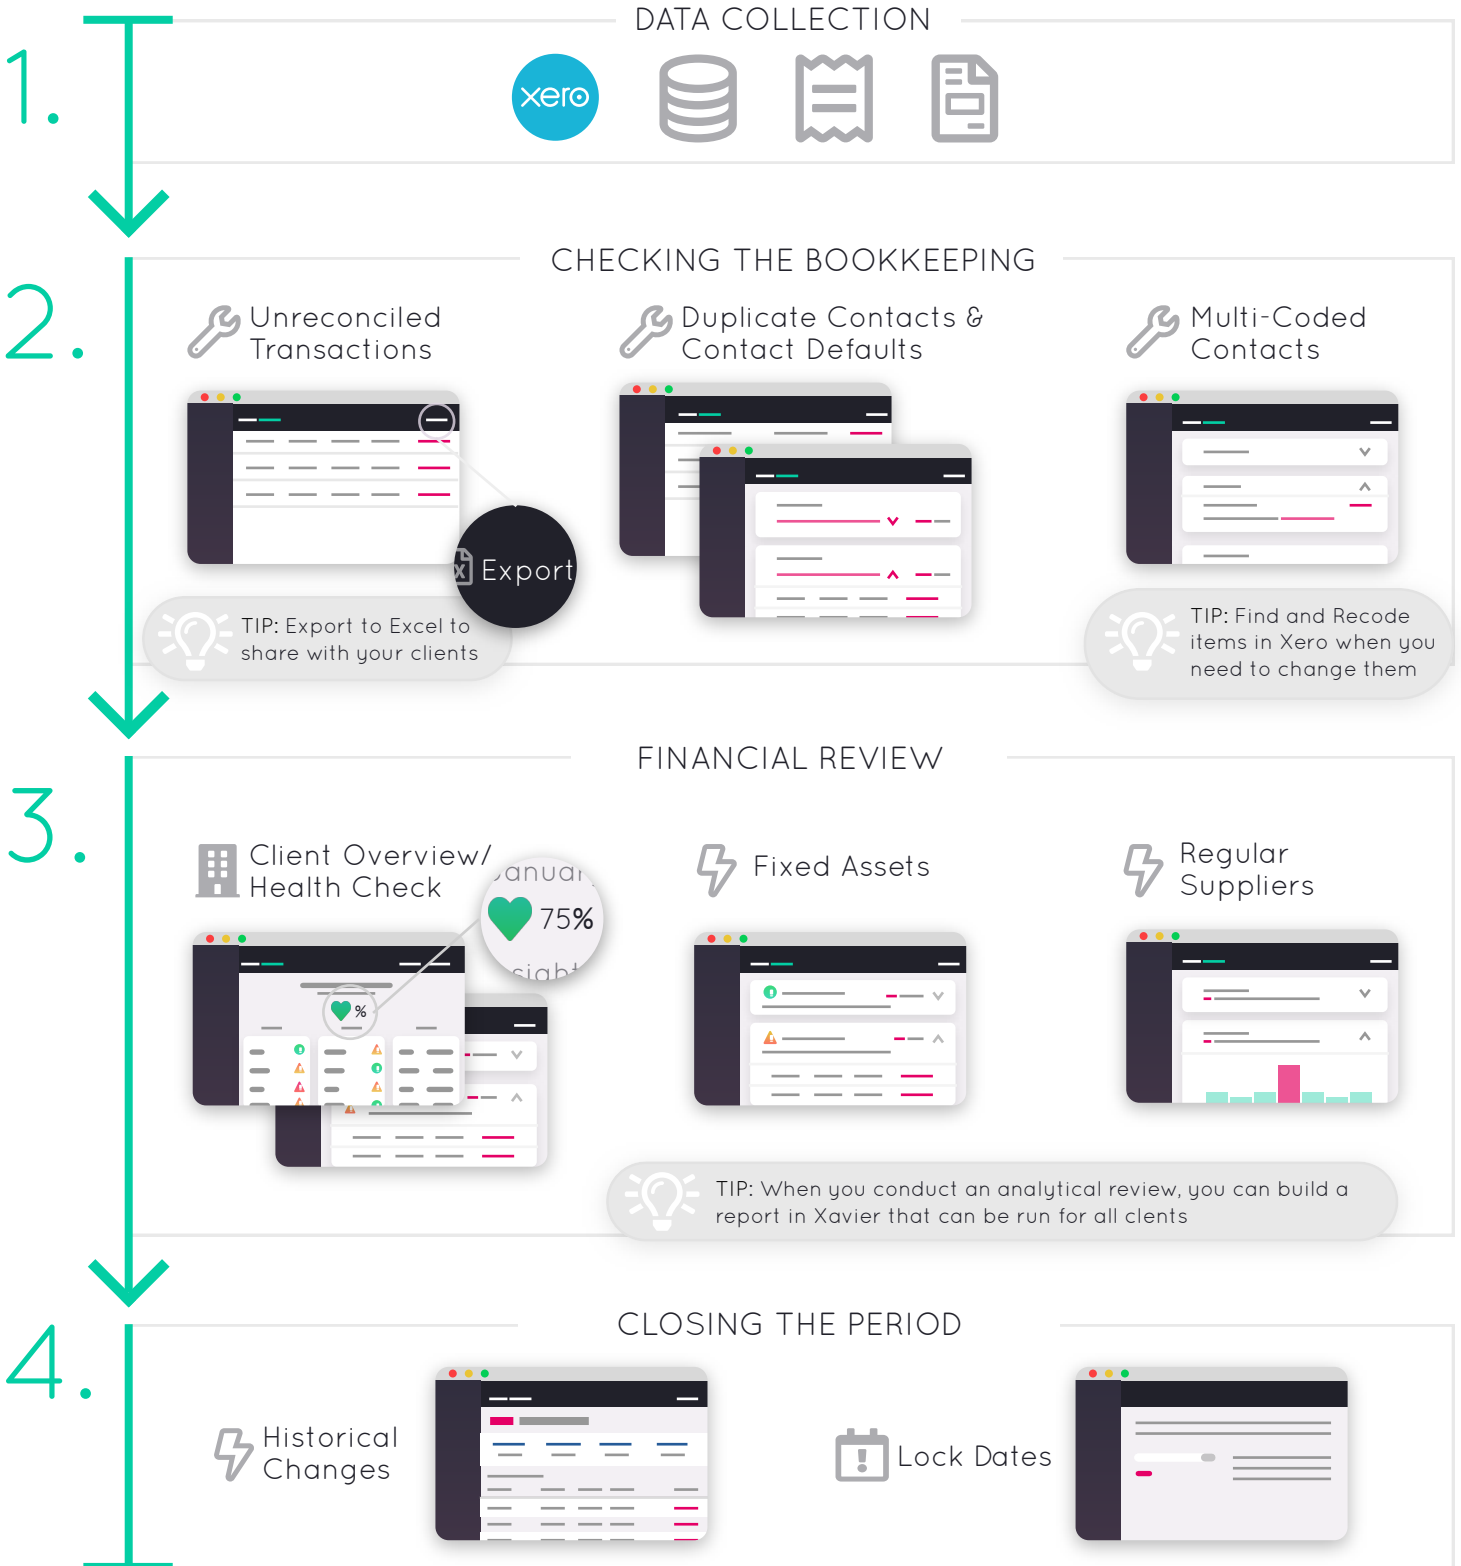 1.
DATA COLLECTION
xero
2.
CHECKING THE BOOKKEEPING
Unreconciled
Transactions
Duplicate Contacts &
Contact Defaults
Multi-Coded
Contacts
X
Export
TIP: Export to Excel to
share with your clients
TIP: Find and Recode
items in Xero when you
need to change them
3.
FINANCIAL REVIEW
Client Overview/
Health Check
Fixed Assets
Regular
Suppliers
anuar
75%
sight
%
TIP: When you conduct an analytical review, you can build a
report in Xavier that can be run for all clents
4.
CLOSING THE PERIOD
Historical
Changes
Lock Dates